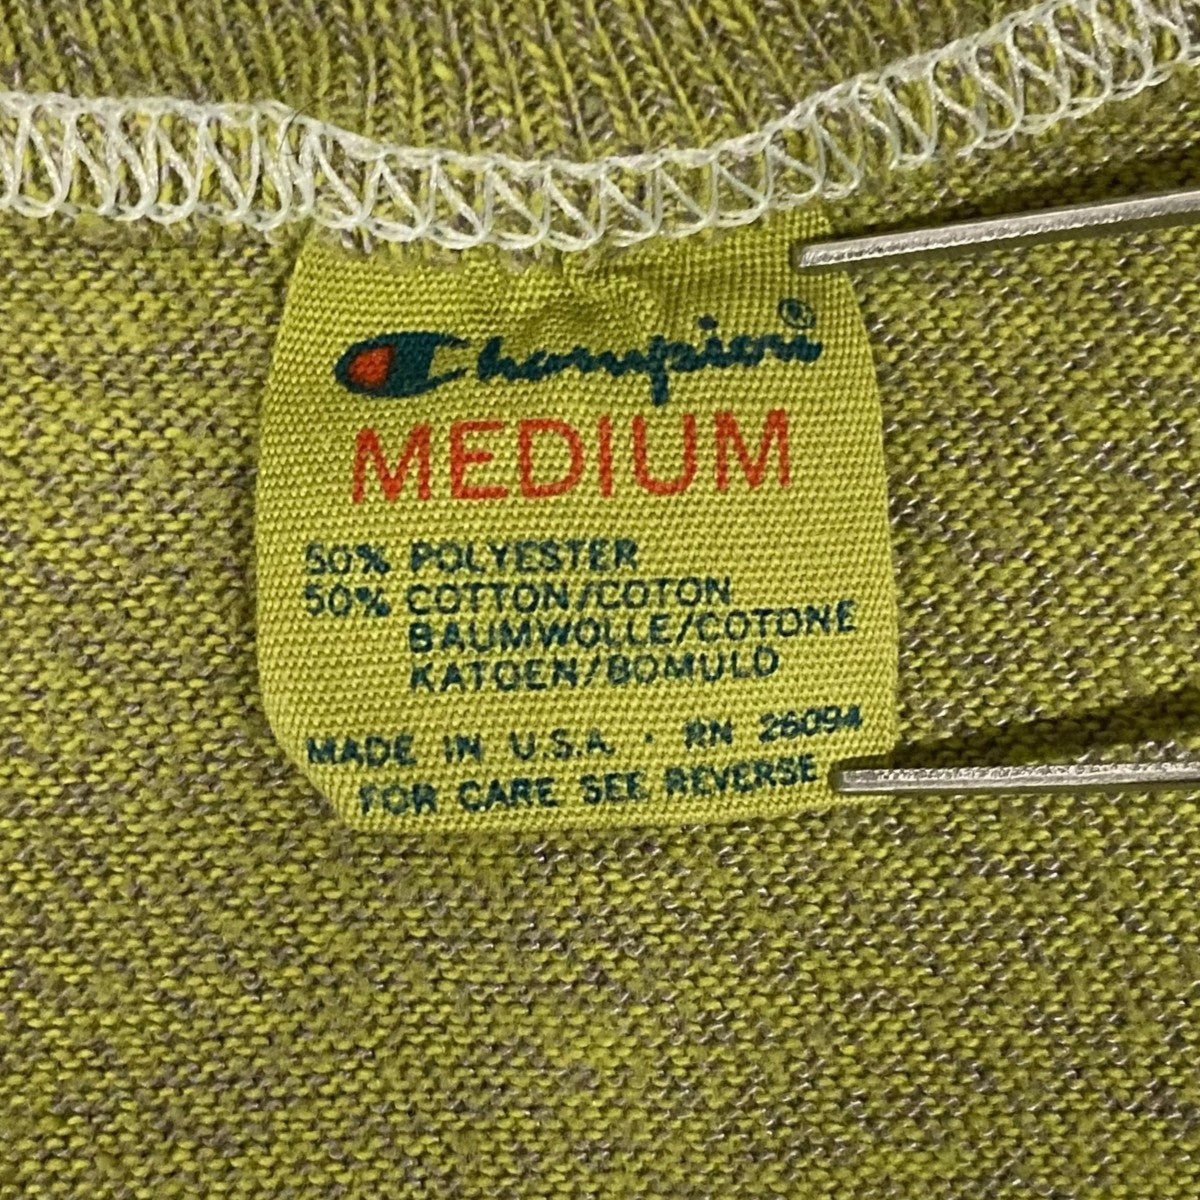 Champion®
MEDIUM
50% POLYESTER
50% COTTON/COTON
BAUMWOLLE/COTONE
KATOEN/BOMULD
MADE IN U.S.A. · RN 26094
FOR CARE SEE REVERSE